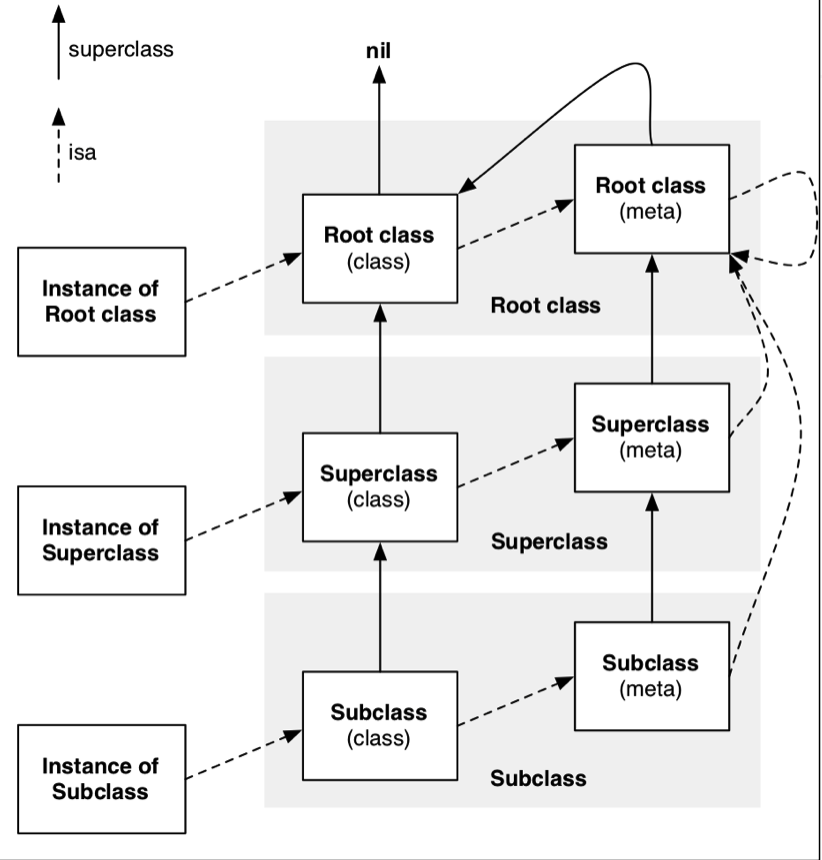 superclass
isa
nil
Root class
(meta)
Root class
(class)
Instance of
Root class
Root class
Superclass
(meta)
Superclass
(class)
Instance of
Superclass
Superclass
Subclass
(meta)
Subclass
(class)
Instance of
Subclass
Subclass